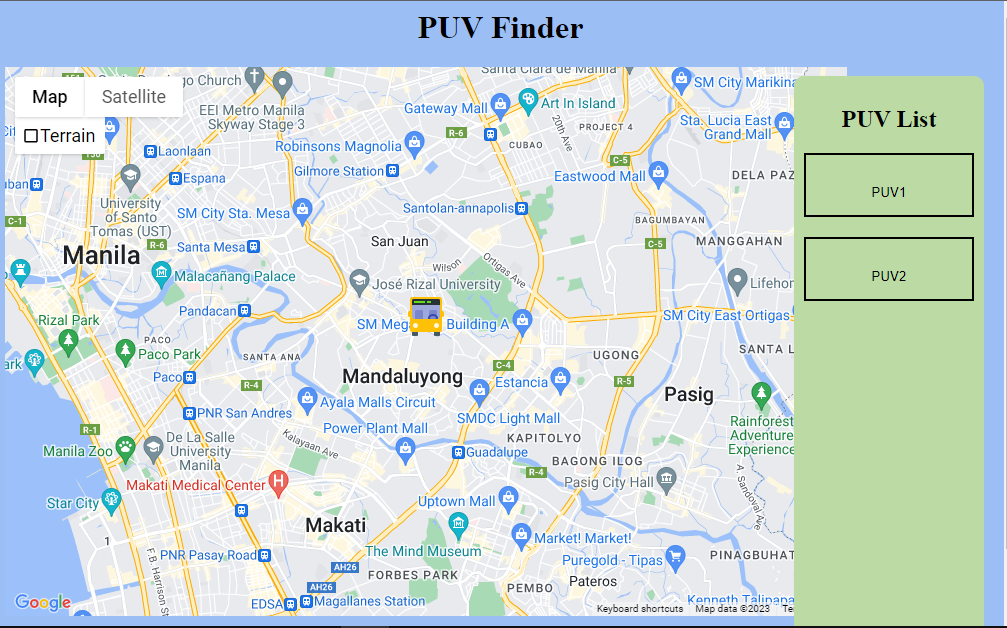 PUV Finder
Map
Satellite
Terrain
Church
EEI Metro Manila
Skyway Stage 3
Gateway Mall
Art In Island
Santa Clara de Manila
SM City Marikina
Sta. Lucia East
Grand Mall
R-6
20th Ave
PROJECT 4
CUBAO
Robinsons Magnolia
Laonlaan
C-5
Gilmore Station
Eastwood Mall
DELA PAZ
Espana
University
of Santo
Tomas (UST)
SM City Sta. Mesa
Santolan-annapolis
BAGUMBAYAN
C-1
R-6
Santa Mesa
San Juan
C-5
MANGGAHAN
Manila
Malacañang Palace
Wilson
Ortigas Ave
José Rizal University
Pandacan
SM Meg
Building A
SM City East Ortigas
Rizal Park
PACO
Paco Park
SANTA ANA
C-4
UGONG
SANTA L
Paco
R-4
Mandaluyong
Estancia
R-5
Pasig
PNR San Andres
Ayala Malls Circuit
SMDC Light Mall
Rainforest
Adventure
Experience
R-1
Power Plant Mall
KAPITOLYO
Manila Zoo
De La Salle
University
Manila
Kalayaan Ave
Guadalupe
BAGONG ILOG
R-4
Makati Medical Center
Pasig City Hall
A. Sandoval Ave
Star City
Uptown Mall
Makati
1
Market! Market!
PNR Pasay Road
The Mind Museum
Puregold - Tipas
PINAGBUHAT
AH26
FORBES PARK
Pateros
F.B. Harrison St
AH26
PEMBO
Google
EDSA
Magallanes Station
Kenneth Talipapa
Keyboard shortcuts
Map data ©2023
PUV List
PUV1
PUV2